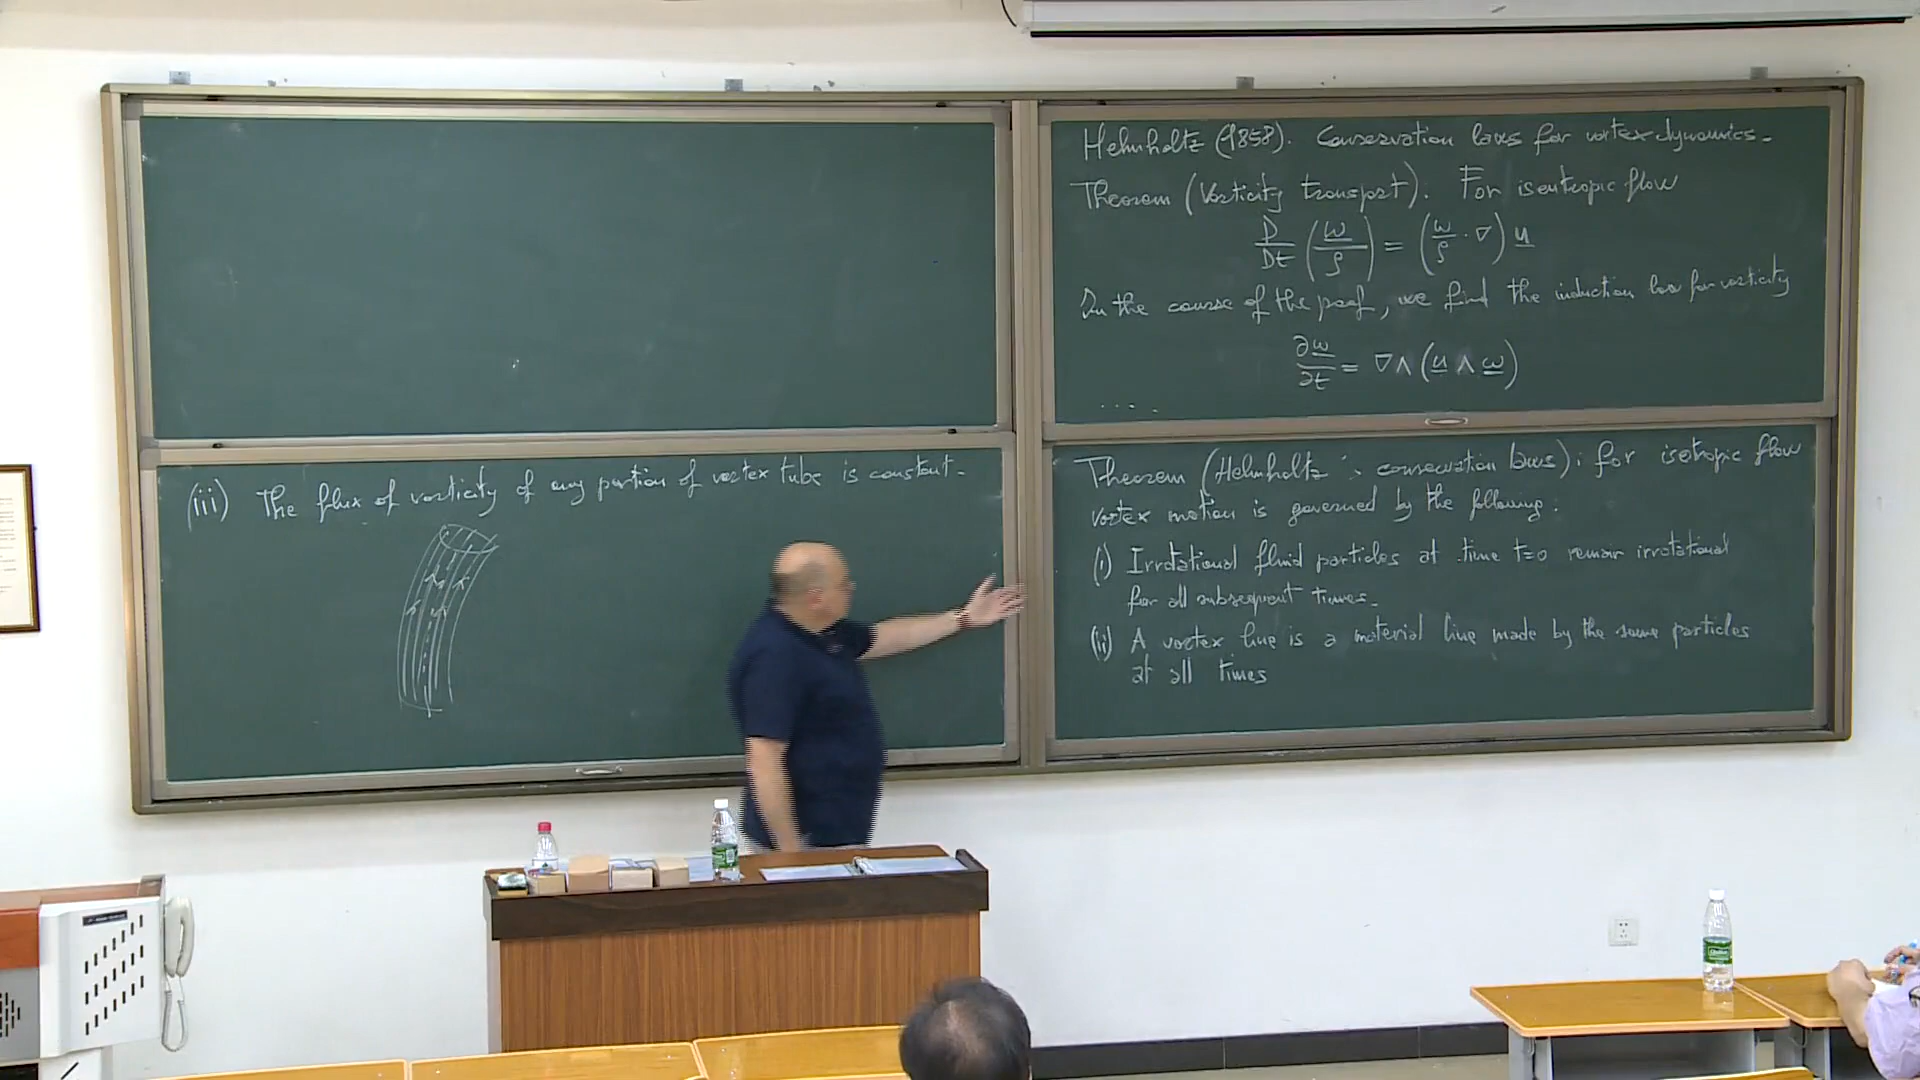 Helmholtz (1858). Conservation laws for vortex dynamics.
Theorem (Vorticity transport). For isentropic flow
D/Dt (ω/ρ) = (ω/ρ · ∇) u
In the course of the proof, we find the induction law for vorticity
∂ω/∂t = ∇∧(u ∧ ω)
....
Theorem (Helmholtz's conservation laws): for isetropic flow
vortex motion is governed by the following:
(i) Irrotational fluid particles at time t=0 remain irrotational
for all subsequent times.
(ii) A vortex line is a material line made by the same particles
at all times
(iii) The flux of vorticity of any portion of vortex tube is constant.